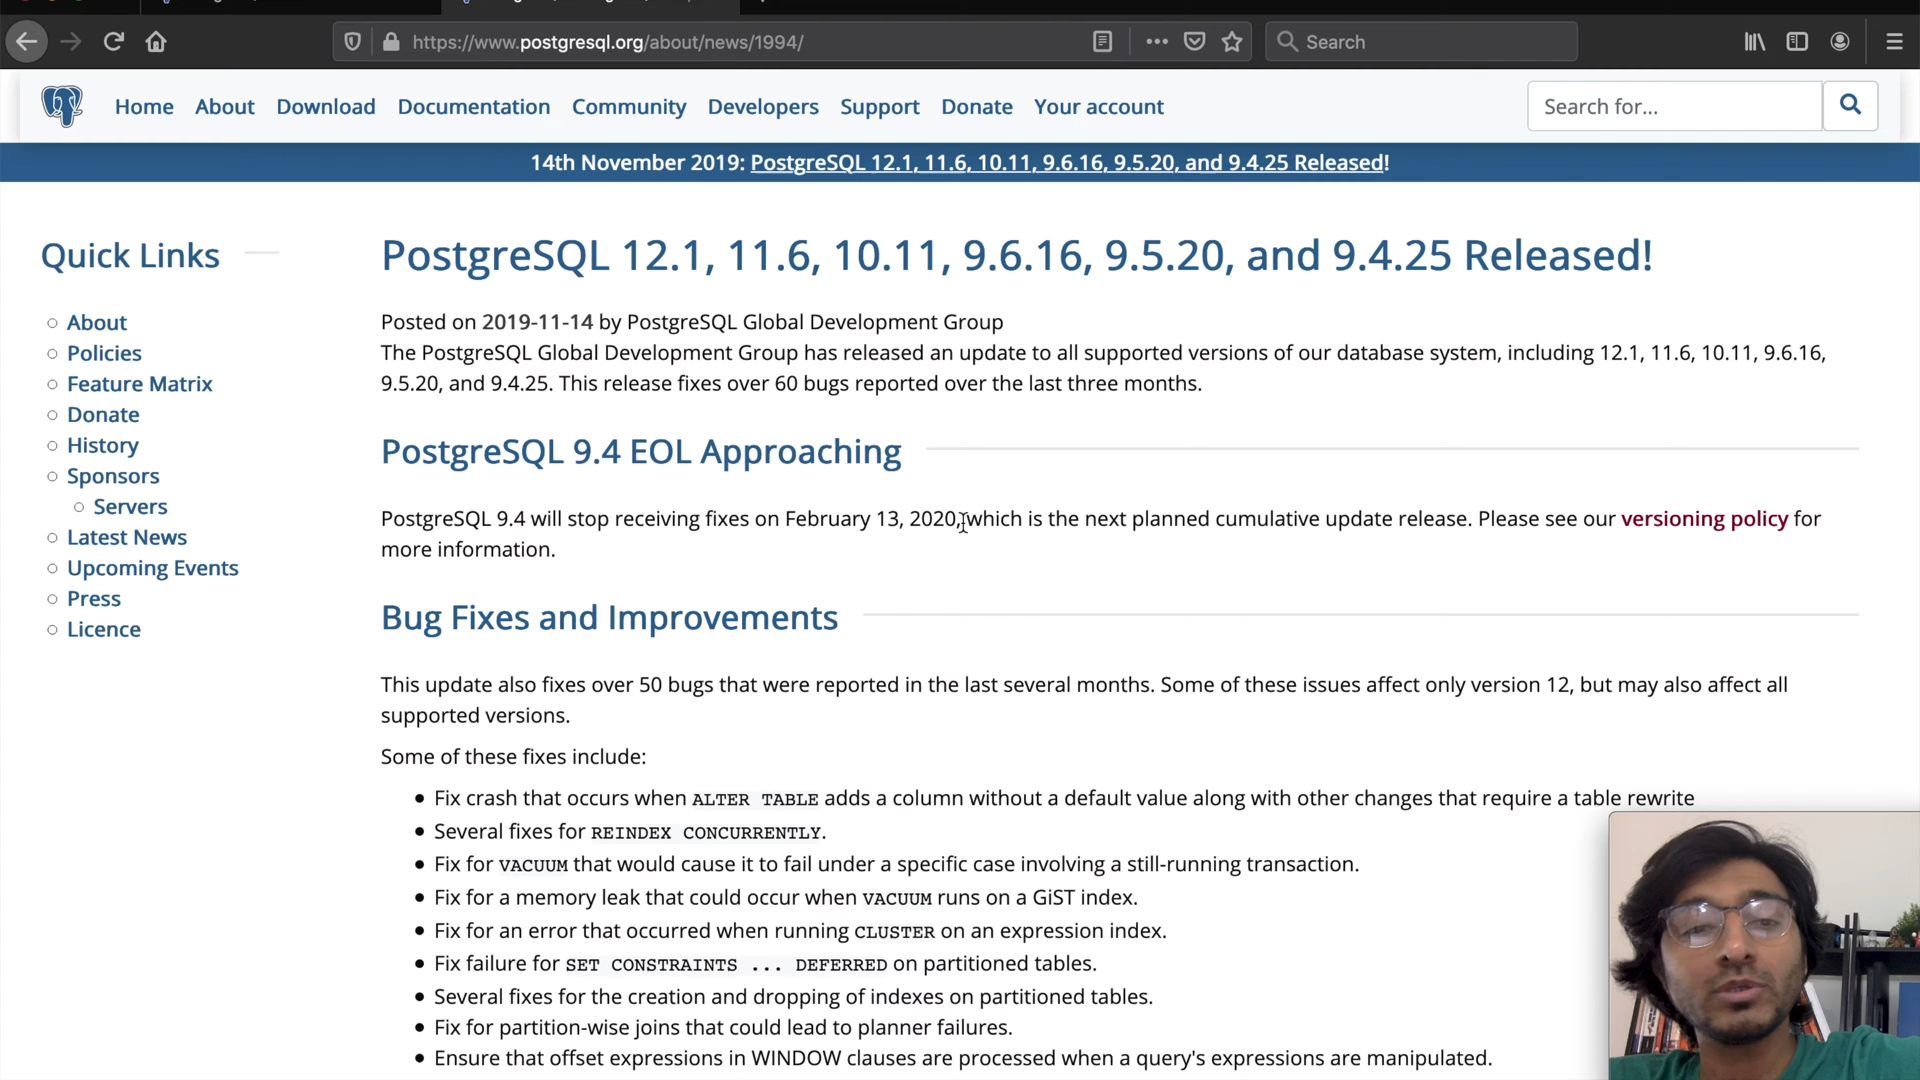 https://www.postgresql.org/about/news/1994/
Search
Home About Download Documentation Community Developers Support Donate Your account
Search for...
14th November 2019: PostgreSQL 12.1, 11.6, 10.11, 9.6.16, 9.5.20, and 9.4.25 Released!
Quick Links
About
Policies
Feature Matrix
Donate
History
Sponsors
Servers
Latest News
Upcoming Events
Press
Licence
PostgreSQL 12.1, 11.6, 10.11, 9.6.16, 9.5.20, and 9.4.25 Released!
Posted on 2019-11-14 by PostgreSQL Global Development Group
The PostgreSQL Global Development Group has released an update to all supported versions of our database system, including 12.1, 11.6, 10.11, 9.6.16,
9.5.20, and 9.4.25. This release fixes over 60 bugs reported over the last three months.
PostgreSQL 9.4 EOL Approaching
PostgreSQL 9.4 will stop receiving fixes on February 13, 2020, which is the next planned cumulative update release. Please see our versioning policy for
more information.
Bug Fixes and Improvements
This update also fixes over 50 bugs that were reported in the last several months. Some of these issues affect only version 12, but may also affect all
supported versions.
Some of these fixes include:
Fix crash that occurs when ALTER TABLE adds a column without a default value along with other changes that require a table rewrite
Several fixes for REINDEX CONCURRENTLY.
Fix for VACUUM that would cause it to fail under a specific case involving a still-running transaction.
Fix for a memory leak that could occur when VACUUM runs on a GiST index.
Fix for an error that occurred when running CLUSTER on an expression index.
Fix failure for SET CONSTRAINTS ... DEFERRED on partitioned tables.
Several fixes for the creation and dropping of indexes on partitioned tables.
Fix for partition-wise joins that could lead to planner failures.
Ensure that offset expressions in WINDOW clauses are processed when a query's expressions are manipulated.